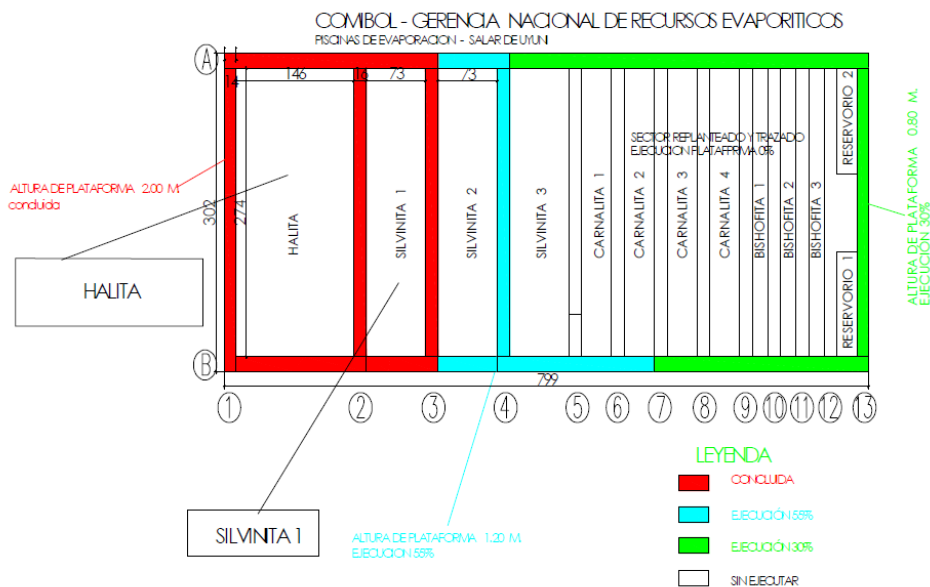 COMIBOL - GERENCIA NACIONAL DE RECURSOS EVAPORITICOS
PISCINAS DE EVAPORACION - SALAR DE UYUNI
A
14
146
16
73
73
RESERVORIO 2
SECTOR REPLANTEADO Y TRAZADO
EJECUCION PLATAFPRMA 0%
ALTURA DE PLATAFORMA 2.00 M.
concluida
302
274
HALITA
SILVINITA 1
SILVINITA 2
SILVINITA 3
CARNALITA 1
CARNALITA 2
CARNALITA 3
CARNALITA 4
BISHOFITA 1
BISHOFITA 2
BISHOFITA 3
RESERVORIO 1
ALTURA DE PLATAFORMA 0.80 M.
EJECUCIÓN 30%
HALITA
B
799
1 2 3 4 5 6 7 8 9 10 11 12 13
LEYENDA
CONCLUIDA
EJECUCIÓN 55%
EJECUCIÓN 30%
SIN EJECUTAR
SILVINITA 1
ALTURA DE PLATAFORMA 1.20 M.
EJECUCION 55%